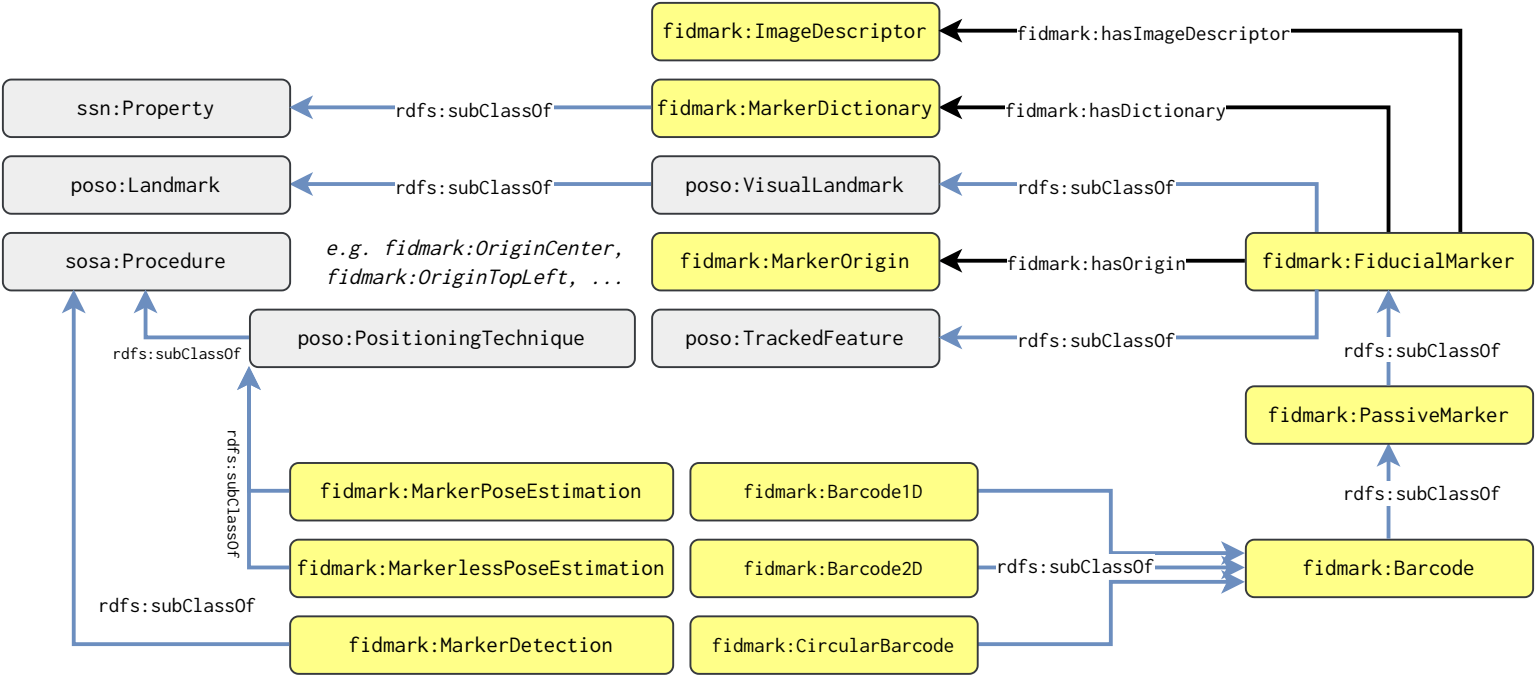 fidmark:ImageDescriptor
fidmark:hasImageDescriptor
ssn:Property
rdfs:subClassOf
fidmark:MarkerDictionary
fidmark:hasDictionary
poso:Landmark
rdfs:subClassOf
poso:VisualLandmark
rdfs:subClassOf
sosa:Procedure
e.g. fidmark:OriginCenter,
fidmark:OriginTopLeft, ...
fidmark:MarkerOrigin
fidmark:hasOrigin
fidmark:FiducialMarker
rdfs:subClassOf
poso:PositioningTechnique
poso:TrackedFeature
rdfs:subClassOf
rdfs:subClassOf
fidmark:PassiveMarker
rdfs:subClassOf
fidmark:MarkerPoseEstimation
fidmark:Barcode1D
rdfs:subClassOf
fidmark:MarkerlessPoseEstimation
fidmark:Barcode2D
rdfs:subClassOf
fidmark:Barcode
rdfs:subClassOf
fidmark:MarkerDetection
fidmark:CircularBarcode